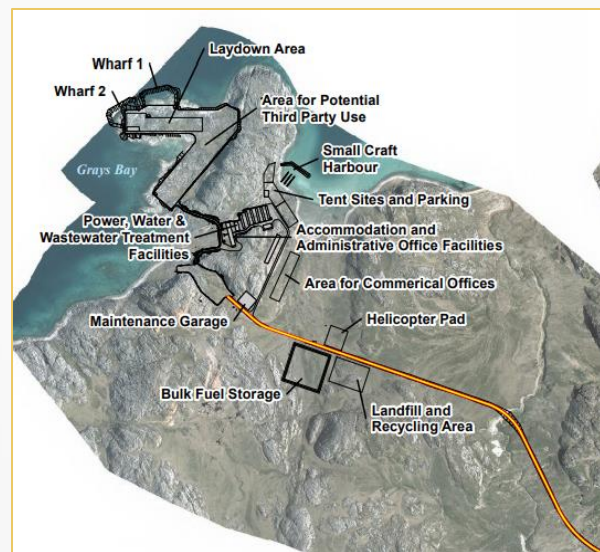 Laydown Area
Wharf 1
Wharf 2
Area for Potential
Third Party Use
Small Craft
Harbour
Grays Bay
Tent Sites and Parking
Power, Water &
Wastewater Treatment
Facilities
Accommodation and
Administrative Office Facilities
Area for Commerical Offices
Maintenance Garage
Helicopter Pad
Bulk Fuel Storage
Landfill and
Recycling Area